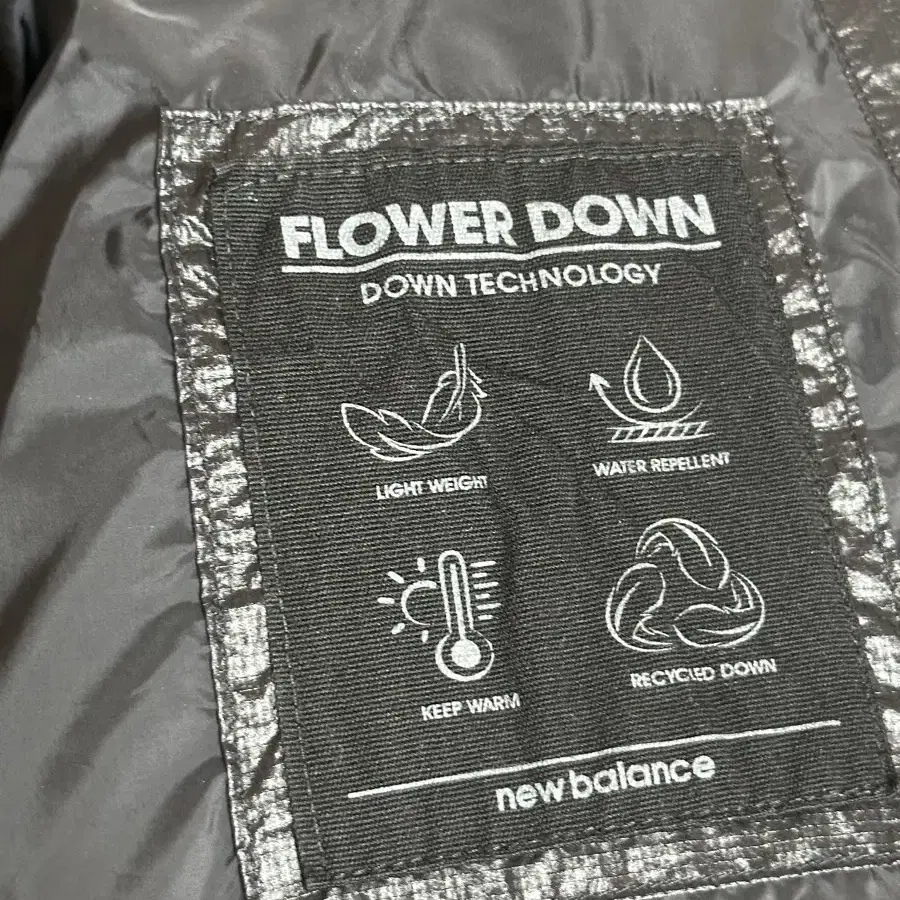 FLOWER DOWN
DOWN TECHNOLOGY
LIGHT WEIGHT
WATER REPELLENT
KEEP WARM
RECYCLED DOWN
new balance